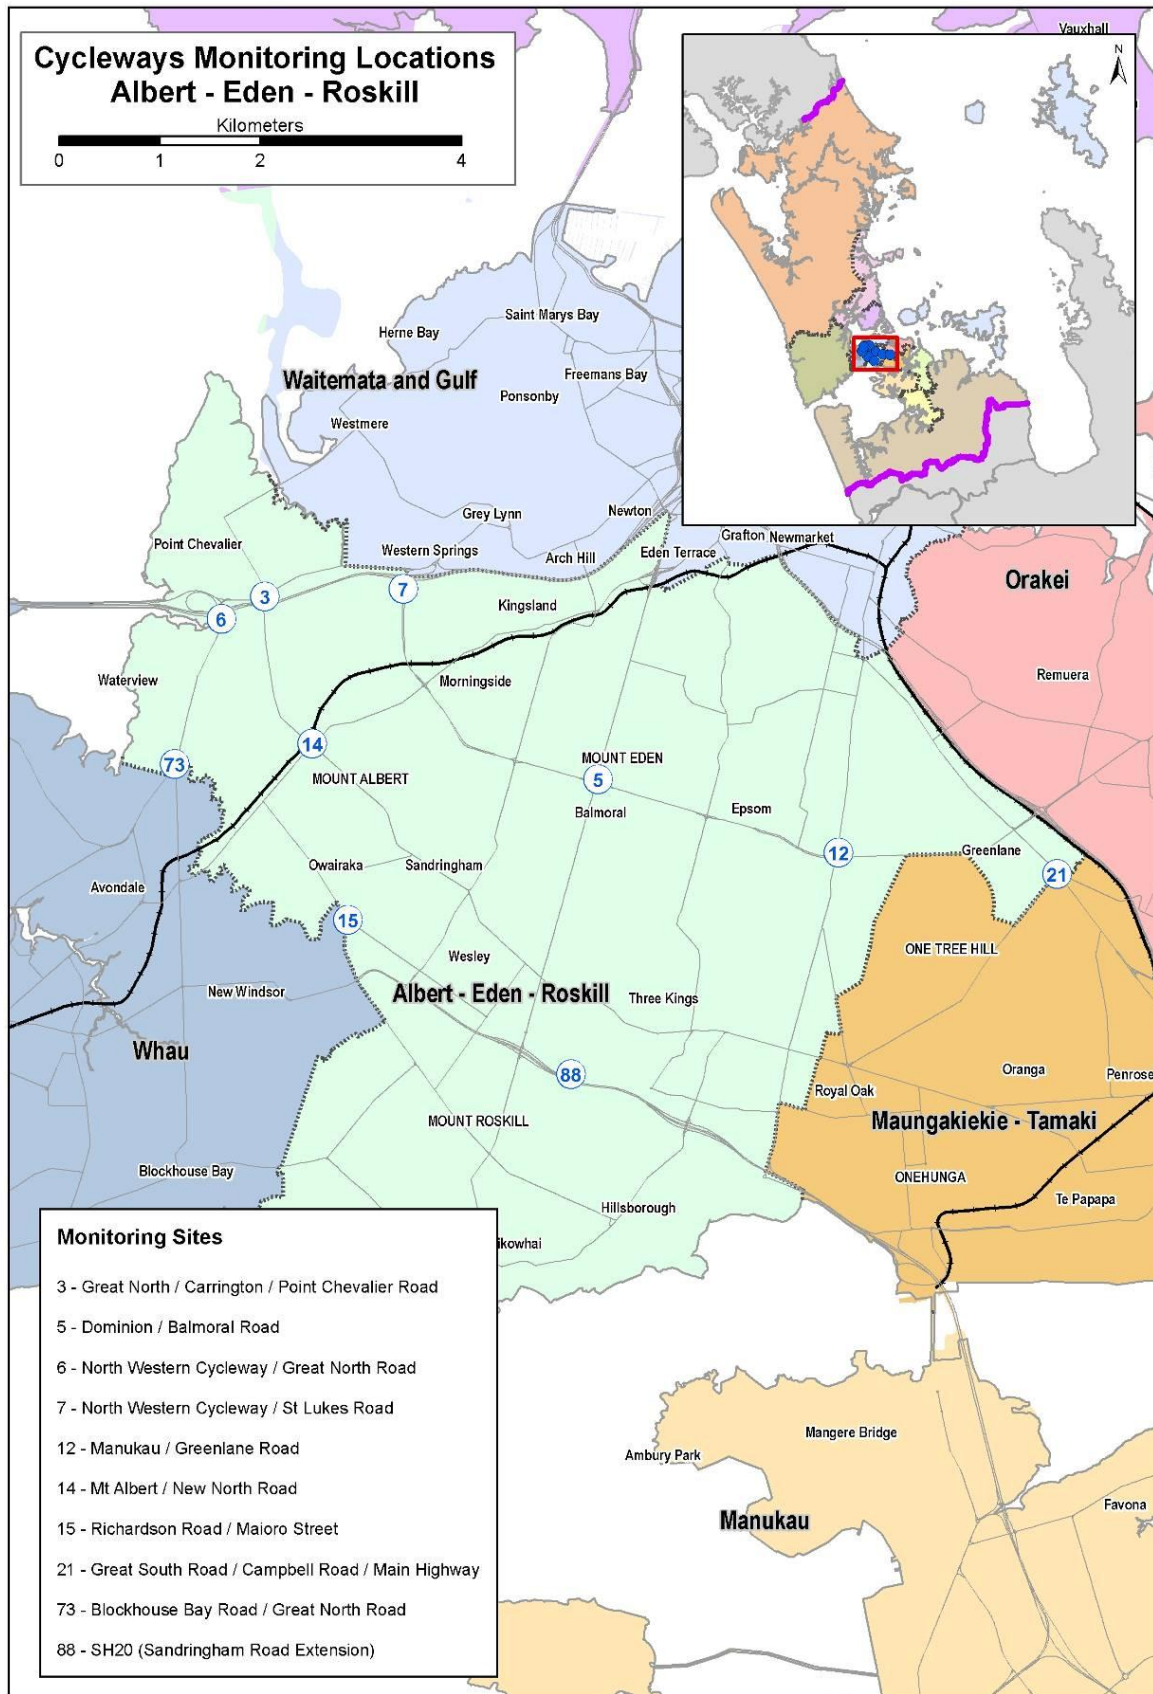 Cycleways Monitoring Locations
Albert - Eden - Roskill
Kilometers
0 1 2 4
Vauxhall
N
Saint Marys Bay
Herne Bay
Freemans Bay
Waitemata and Gulf
Ponsonby
Westmere
Grey Lynn
Newton
Point Chevalier
Western Springs
Arch Hill
Eden Terrace
Grafton
Newmarket
Orakei
3
7
6
Kingsland
Remuera
Waterview
Morningside
14
73
MOUNT EDEN
MOUNT ALBERT
5
Balmoral
Epsom
12
Greenlane
21
Owairaka
Sandringham
Avondale
15
ONE TREE HILL
Wesley
New Windsor
Albert - Eden - Roskill
Three Kings
Whau
88
Oranga
Penrose
Royal Oak
MOUNT ROSKILL
Maungakiekie - Tamaki
Blockhouse Bay
ONEHUNGA
Te Papapa
Hillsborough
ikowhai
Monitoring Sites
3 - Great North / Carrington / Point Chevalier Road
5 - Dominion / Balmoral Road
6 - North Western Cycleway / Great North Road
7 - North Western Cycleway / St Lukes Road
12 - Manukau / Greenlane Road
14 - Mt Albert / New North Road
15 - Richardson Road / Maioro Street
21 - Great South Road / Campbell Road / Main Highway
73 - Blockhouse Bay Road / Great North Road
88 - SH20 (Sandringham Road Extension)
Mangere Bridge
Ambury Park
Manukau
Favona